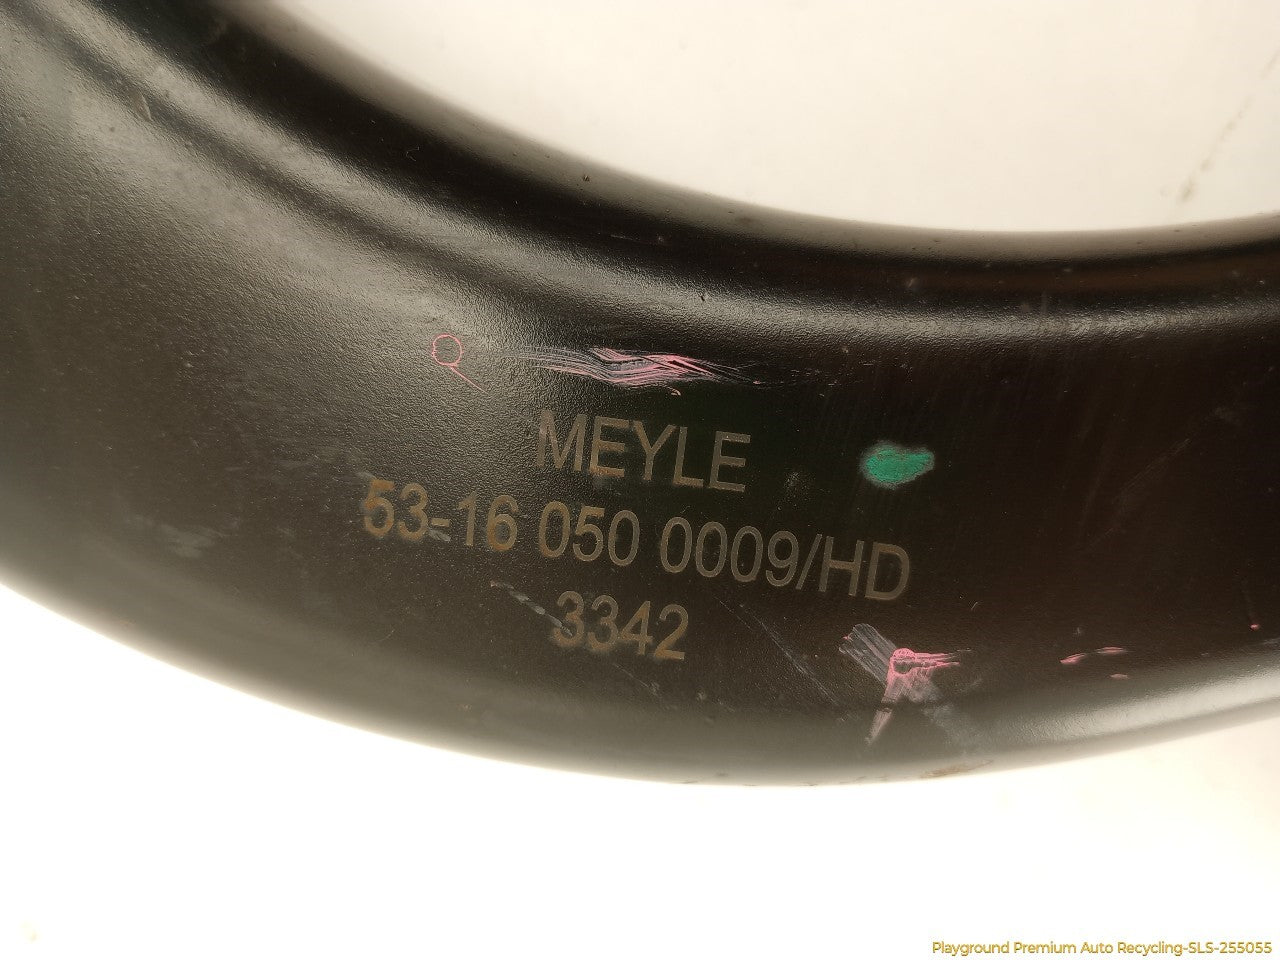 MEYLE
53-16 050 0009/HD
3342
Playground Premium Auto Recycling-SLS-255055